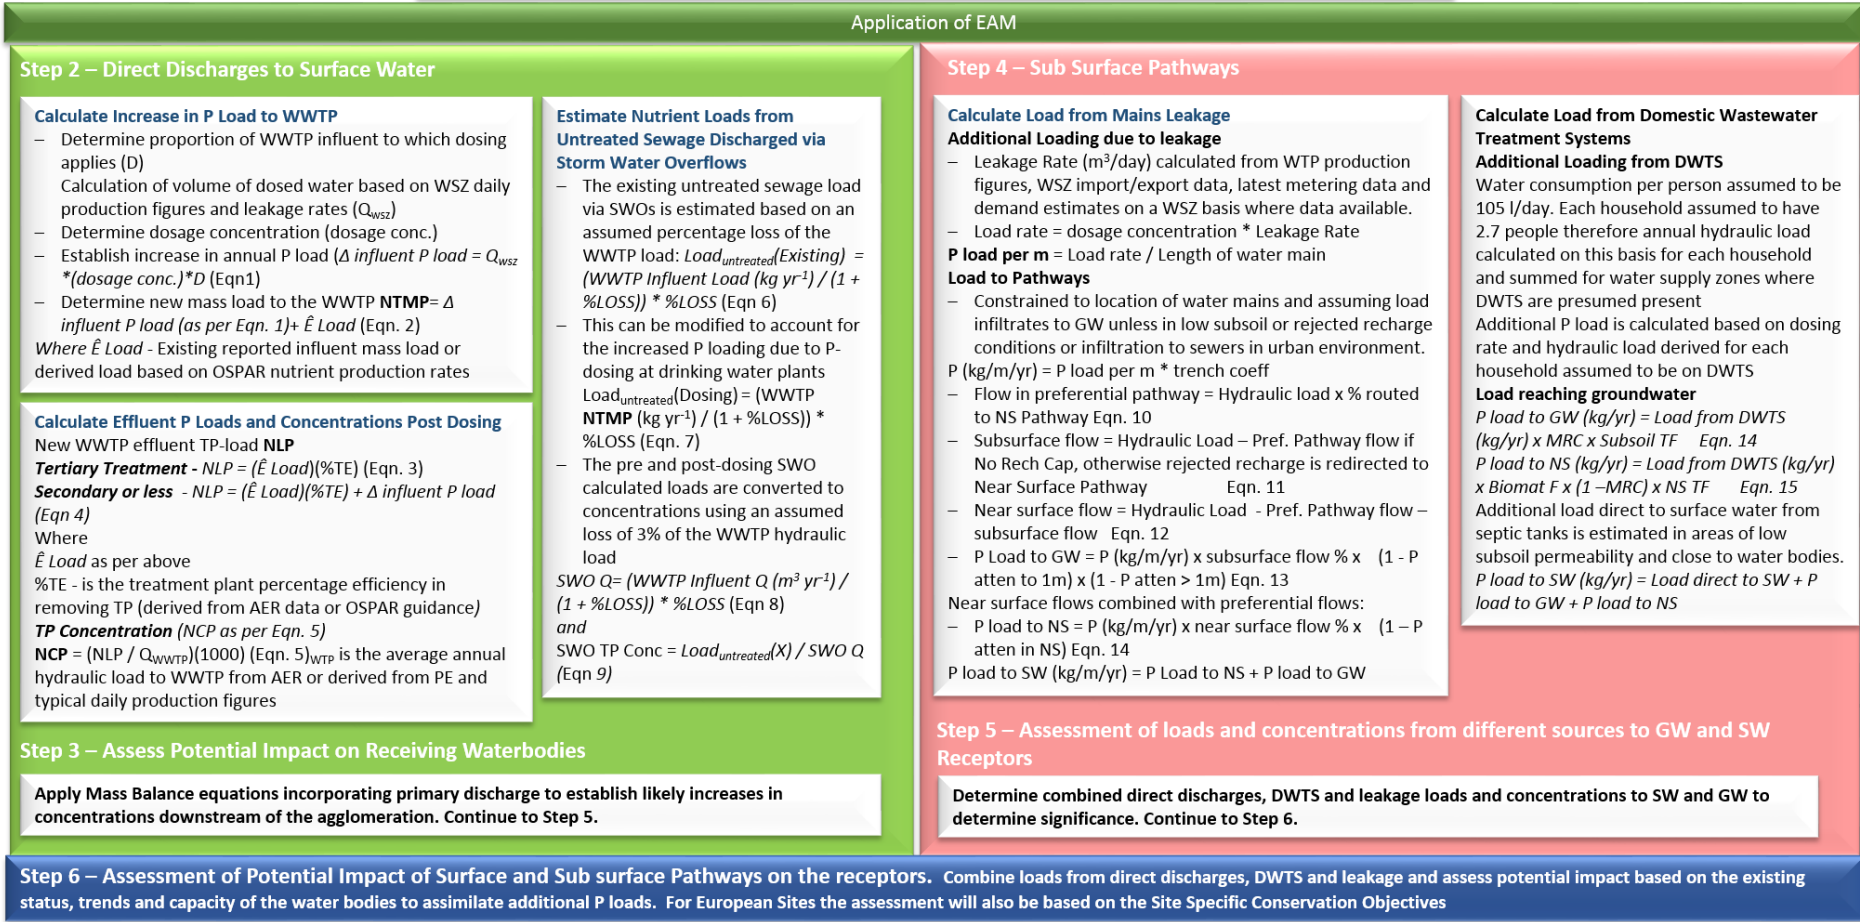 Application of EAM
Step 2 – Direct Discharges to Surface Water
Calculate Increase in P Load to WWTP
– Determine proportion of WWTP influent to which dosing
applies (D)
Calculation of volume of dosed water based on WSZ daily
production figures and leakage rates (Qwsz)
– Determine dosage concentration (dosage conc.)
– Establish increase in annual P load (Δ influent P load = Qwsz
*(dosage conc.)*D (Eqn1)
– Determine new mass load to the WWTP NTMP= Δ
influent P load (as per Eqn. 1)+ Ê Load (Eqn. 2)
Where Ê Load - Existing reported influent mass load or
derived load based on OSPAR nutrient production rates
Calculate Effluent P Loads and Concentrations Post Dosing
New WWTP effluent TP-load NLP
Tertiary Treatment - NLP = (Ê Load)(%TE) (Eqn. 3)
Secondary or less - NLP = (Ê Load)(%TE) + Δ influent P load
(Eqn 4)
Where
Ê Load as per above
%TE - is the treatment plant percentage efficiency in
removing TP (derived from AER data or OSPAR guidance)
TP Concentration (NCP as per Eqn. 5)
NCP = (NLP / QWWTP)(1000) (Eqn. 5)WTP is the average annual
hydraulic load to WWTP from AER or derived from PE and
typical daily production figures
Estimate Nutrient Loads from
Untreated Sewage Discharged via
Storm Water Overflows
– The existing untreated sewage load
via SWOs is estimated based on an
assumed percentage loss of the
WWTP load: Loaduntreated(Existing) =
(WWTP Influent Load (kg yr-1) / (1 +
%LOSS)) * %LOSS (Eqn 6)
– This can be modified to account for
the increased P loading due to P-
dosing at drinking water plants
Loaduntreated(Dosing) = (WWTP
NTMP (kg yr-1) / (1 + %LOSS)) *
%LOSS (Eqn. 7)
– The pre and post-dosing SWO
calculated loads are converted to
concentrations using an assumed
loss of 3% of the WWTP hydraulic
load
SWO Q= (WWTP Influent Q (m3 yr-1) /
(1 + %LOSS)) * %LOSS (Eqn 8)
and
SWO TP Conc = Loaduntreated(X) / SWO Q
(Eqn 9)
Step 3 – Assess Potential Impact on Receiving Waterbodies
Apply Mass Balance equations incorporating primary discharge to establish likely increases in
concentrations downstream of the agglomeration. Continue to Step 5.
Step 4 – Sub Surface Pathways
Calculate Load from Mains Leakage
Additional Loading due to leakage
– Leakage Rate (m3/day) calculated from WTP production
figures, WSZ import/export data, latest metering data and
demand estimates on a WSZ basis where data available.
– Load rate = dosage concentration * Leakage Rate
P load per m = Load rate / Length of water main
Load to Pathways
– Constrained to location of water mains and assuming load
infiltrates to GW unless in low subsoil or rejected recharge
conditions or infiltration to sewers in urban environment.
P (kg/m/yr) = P load per m * trench coeff
– Flow in preferential pathway = Hydraulic load x % routed
to NS Pathway Eqn. 10
– Subsurface flow = Hydraulic Load – Pref. Pathway flow if
No Rech Cap, otherwise rejected recharge is redirected to
Near Surface Pathway Eqn. 11
– Near surface flow = Hydraulic Load - Pref. Pathway flow –
subsurface flow Eqn. 12
– P Load to GW = P (kg/m/yr) x subsurface flow % x (1 - P
atten to 1m) x (1 - P atten > 1m) Eqn. 13
Near surface flows combined with preferential flows:
– P load to NS = P (kg/m/yr) x near surface flow % x (1 – P
atten in NS) Eqn. 14
P load to SW (kg/m/yr) = P Load to NS + P load to GW
Calculate Load from Domestic Wastewater
Treatment Systems
Additional Loading from DWTS
Water consumption per person assumed to be
105 l/day. Each household assumed to have
2.7 people therefore annual hydraulic load
calculated on this basis for each household
and summed for water supply zones where
DWTS are presumed present
Additional P load is calculated based on dosing
rate and hydraulic load derived for each
household assumed to be on DWTS
Load reaching groundwater
P load to GW (kg/yr) = Load from DWTS
(kg/yr) x MRC x Subsoil TF Eqn. 14
P load to NS (kg/yr) = Load from DWTS (kg/yr)
x Biomat F x (1 –MRC) x NS TF Eqn. 15
Additional load direct to surface water from
septic tanks is estimated in areas of low
subsoil permeability and close to water bodies.
P load to SW (kg/yr) = Load direct to SW + P
load to GW + P load to NS
Step 5 – Assessment of loads and concentrations from different sources to GW and SW
Receptors
Determine combined direct discharges, DWTS and leakage loads and concentrations to SW and GW to
determine significance. Continue to Step 6.
Step 6 – Assessment of Potential Impact of Surface and Sub surface Pathways on the receptors. Combine loads from direct discharges, DWTS and leakage and assess potential impact based on the existing
status, trends and capacity of the water bodies to assimilate additional P loads. For European Sites the assessment will also be based on the Site Specific Conservation Objectives